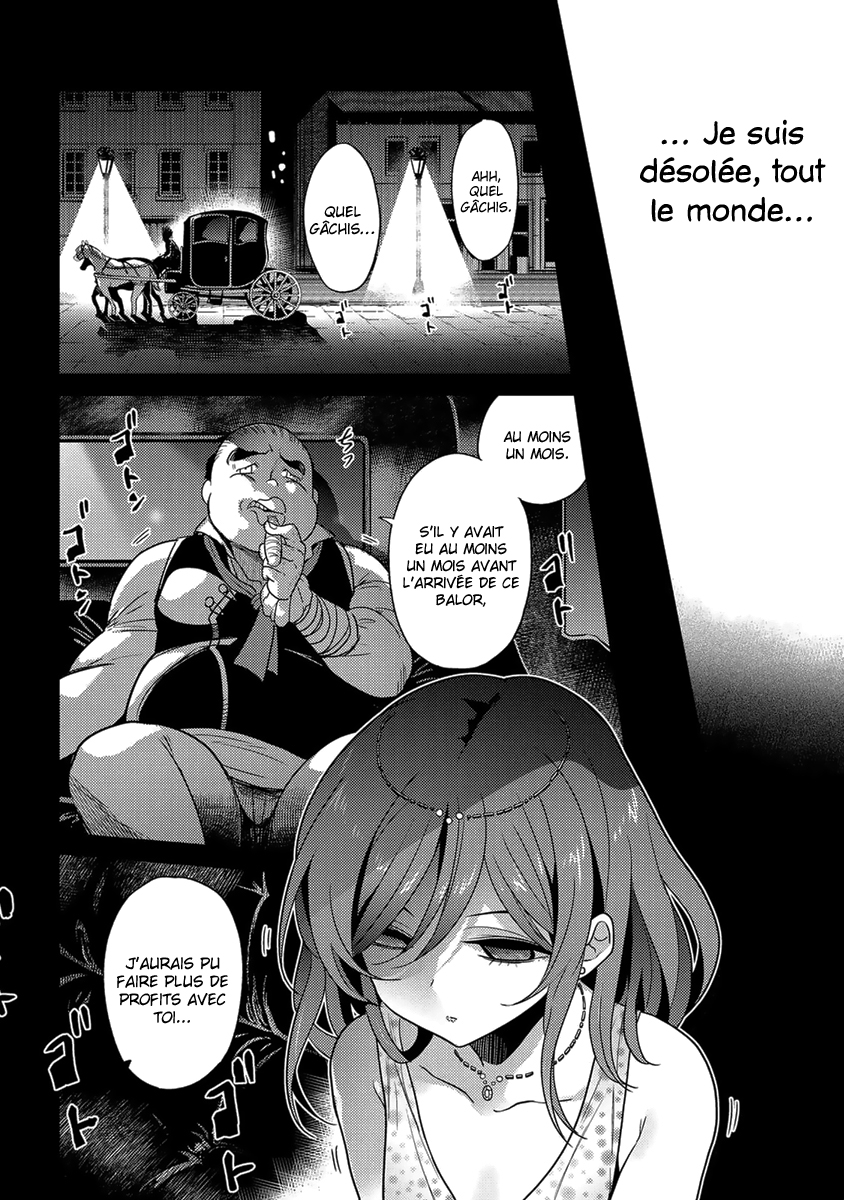 ... Je suis
désolée, tout
le monde...
AHH,
QUEL
GÂCHIS.
QUEL
GÂCHIS...
ゴト
ゴト
AU MOINS
UN MOIS.
S'IL Y AVAIT
EU AU MOINS
UN MOIS AVANT
L'ARRIVÉE DE CE
BALOR,
ゴトン
ゴトン
ゴトン
J'AURAIS PU
FAIRE PLUS DE
PROFITS AVEC
TOI...
ゴト
ゴト